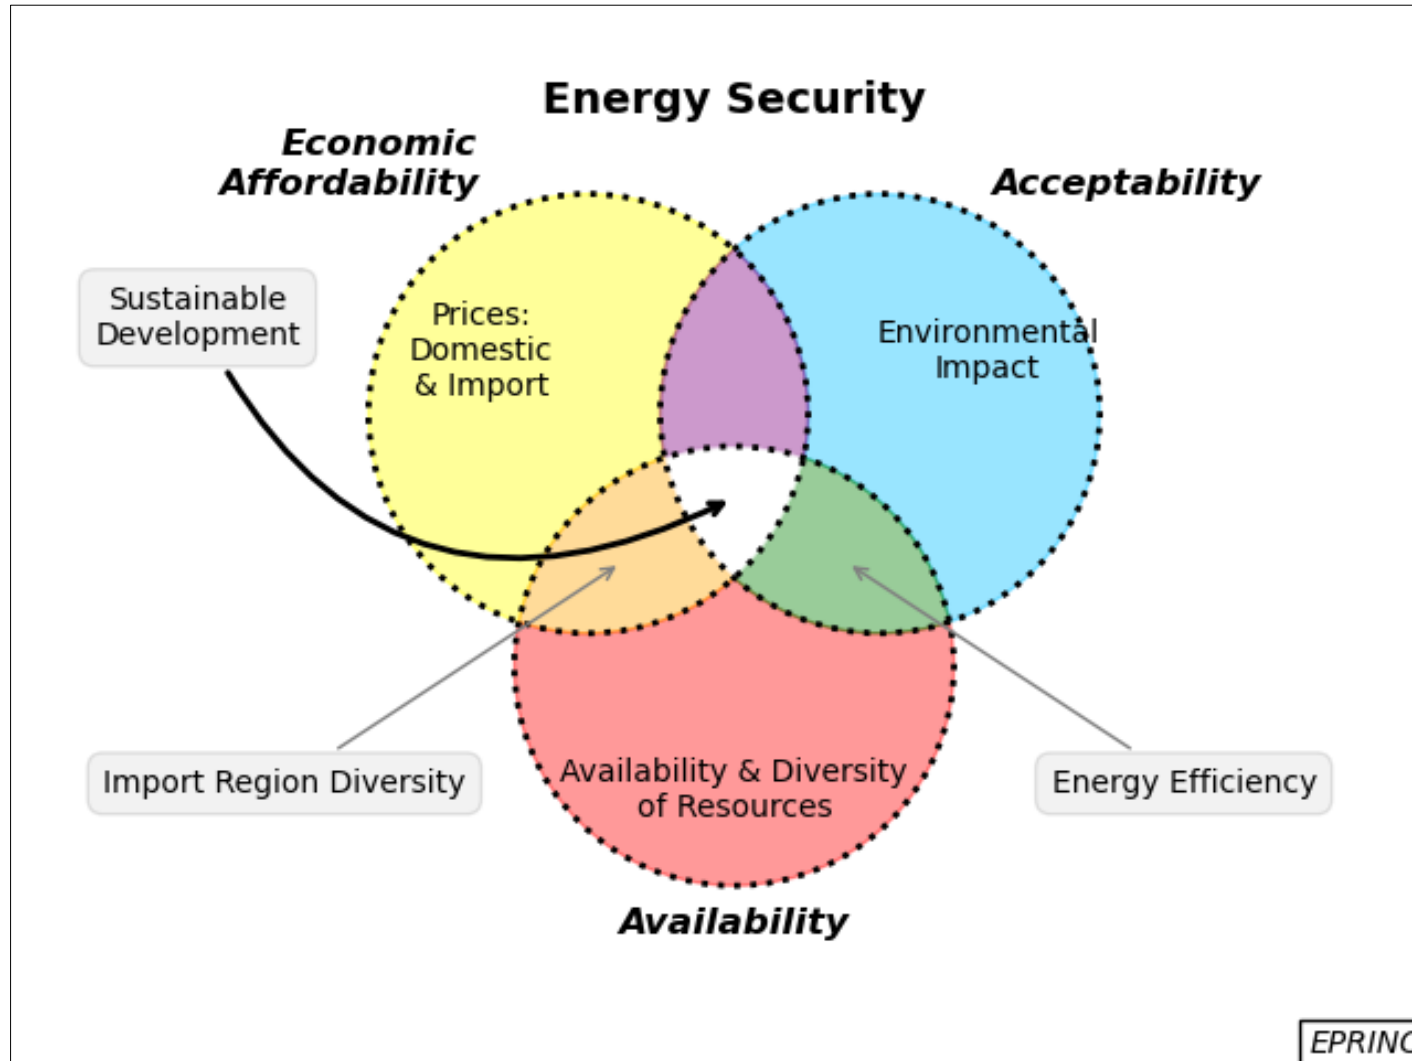 Energy Security
Economic
Affordability
Acceptability
Sustainable
Development
Prices:
Domestic
& Import
Environmental
Impact
Import Region Diversity
Availability & Diversity
of Resources
Energy Efficiency
Availability
EPRINC